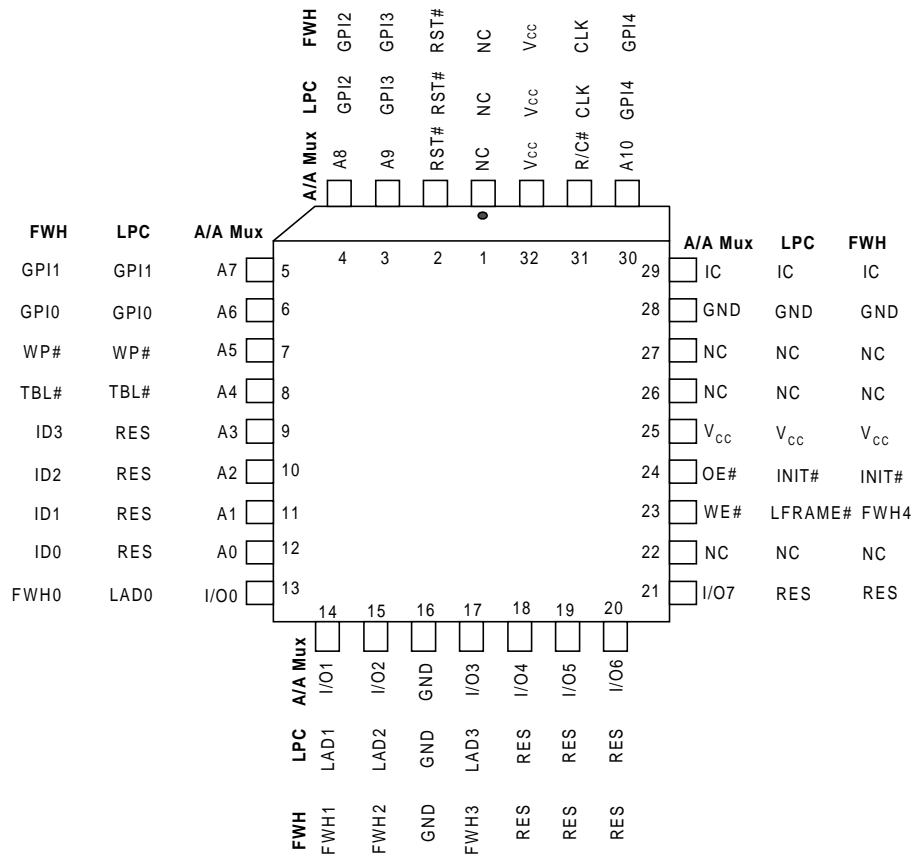 FWH GPI2 GPI3 RST# NC Vcc CLK GPI4
LPC GPI2 GPI3 RST# NC Vcc CLK GPI4
A/A Mux A8 A9 RST# NC Vcc R/C# A10
4 3 2 1 32 31 30
FWH LPC A/A Mux
GPI1 GPI1 A7 5
GPI0 GPI0 A6 6
WP# WP# A5 7
TBL# TBL# A4 8
ID3 RES A3 9
ID2 RES A2 10
ID1 RES A1 11
ID0 RES A0 12
FWH0 LAD0 I/O0 13
A/A Mux LPC FWH
29 IC IC IC
28 GND GND GND
27 NC NC NC
26 NC NC NC
25 VCC VCC VCC
24 OE# INIT# INIT#
23 WE# LFRAME# FWH4
22 NC NC NC
21 I/O7 RES RES
14 15 16 17 18 19 20
A/A Mux I/O1 I/O2 GND I/O3 I/O4 I/O5 I/O6
LPC LAD1 LAD2 GND LAD3 RES RES RES
FWH FWH1 FWH2 GND FWH3 RES RES RES